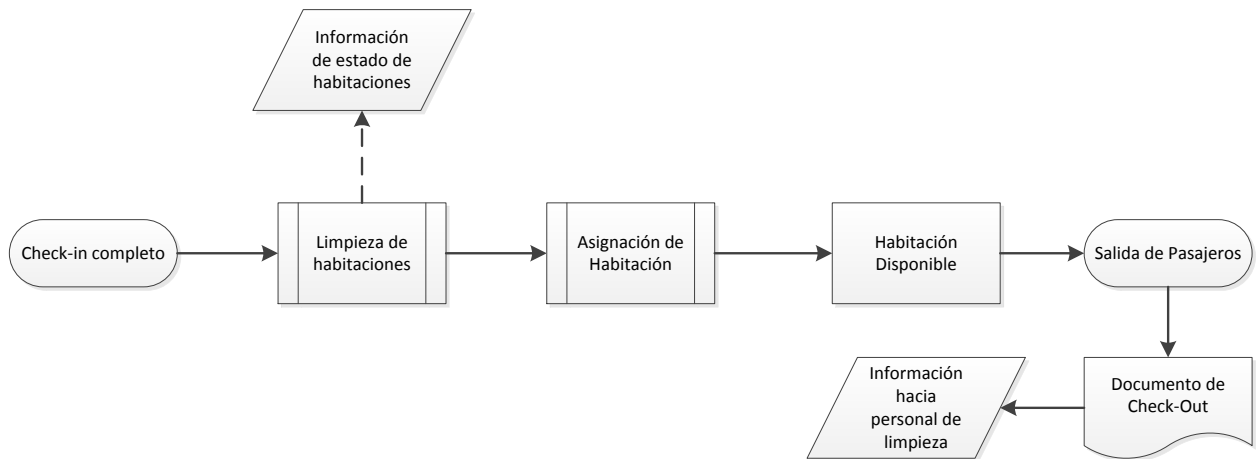 Información
de estado de
habitaciones
Check-in completo
Limpieza de
habitaciones
Asignación de
Habitación
Habitación
Disponible
Salida de Pasajeros
Información
hacia
personal de
limpieza
Documento de
Check-Out